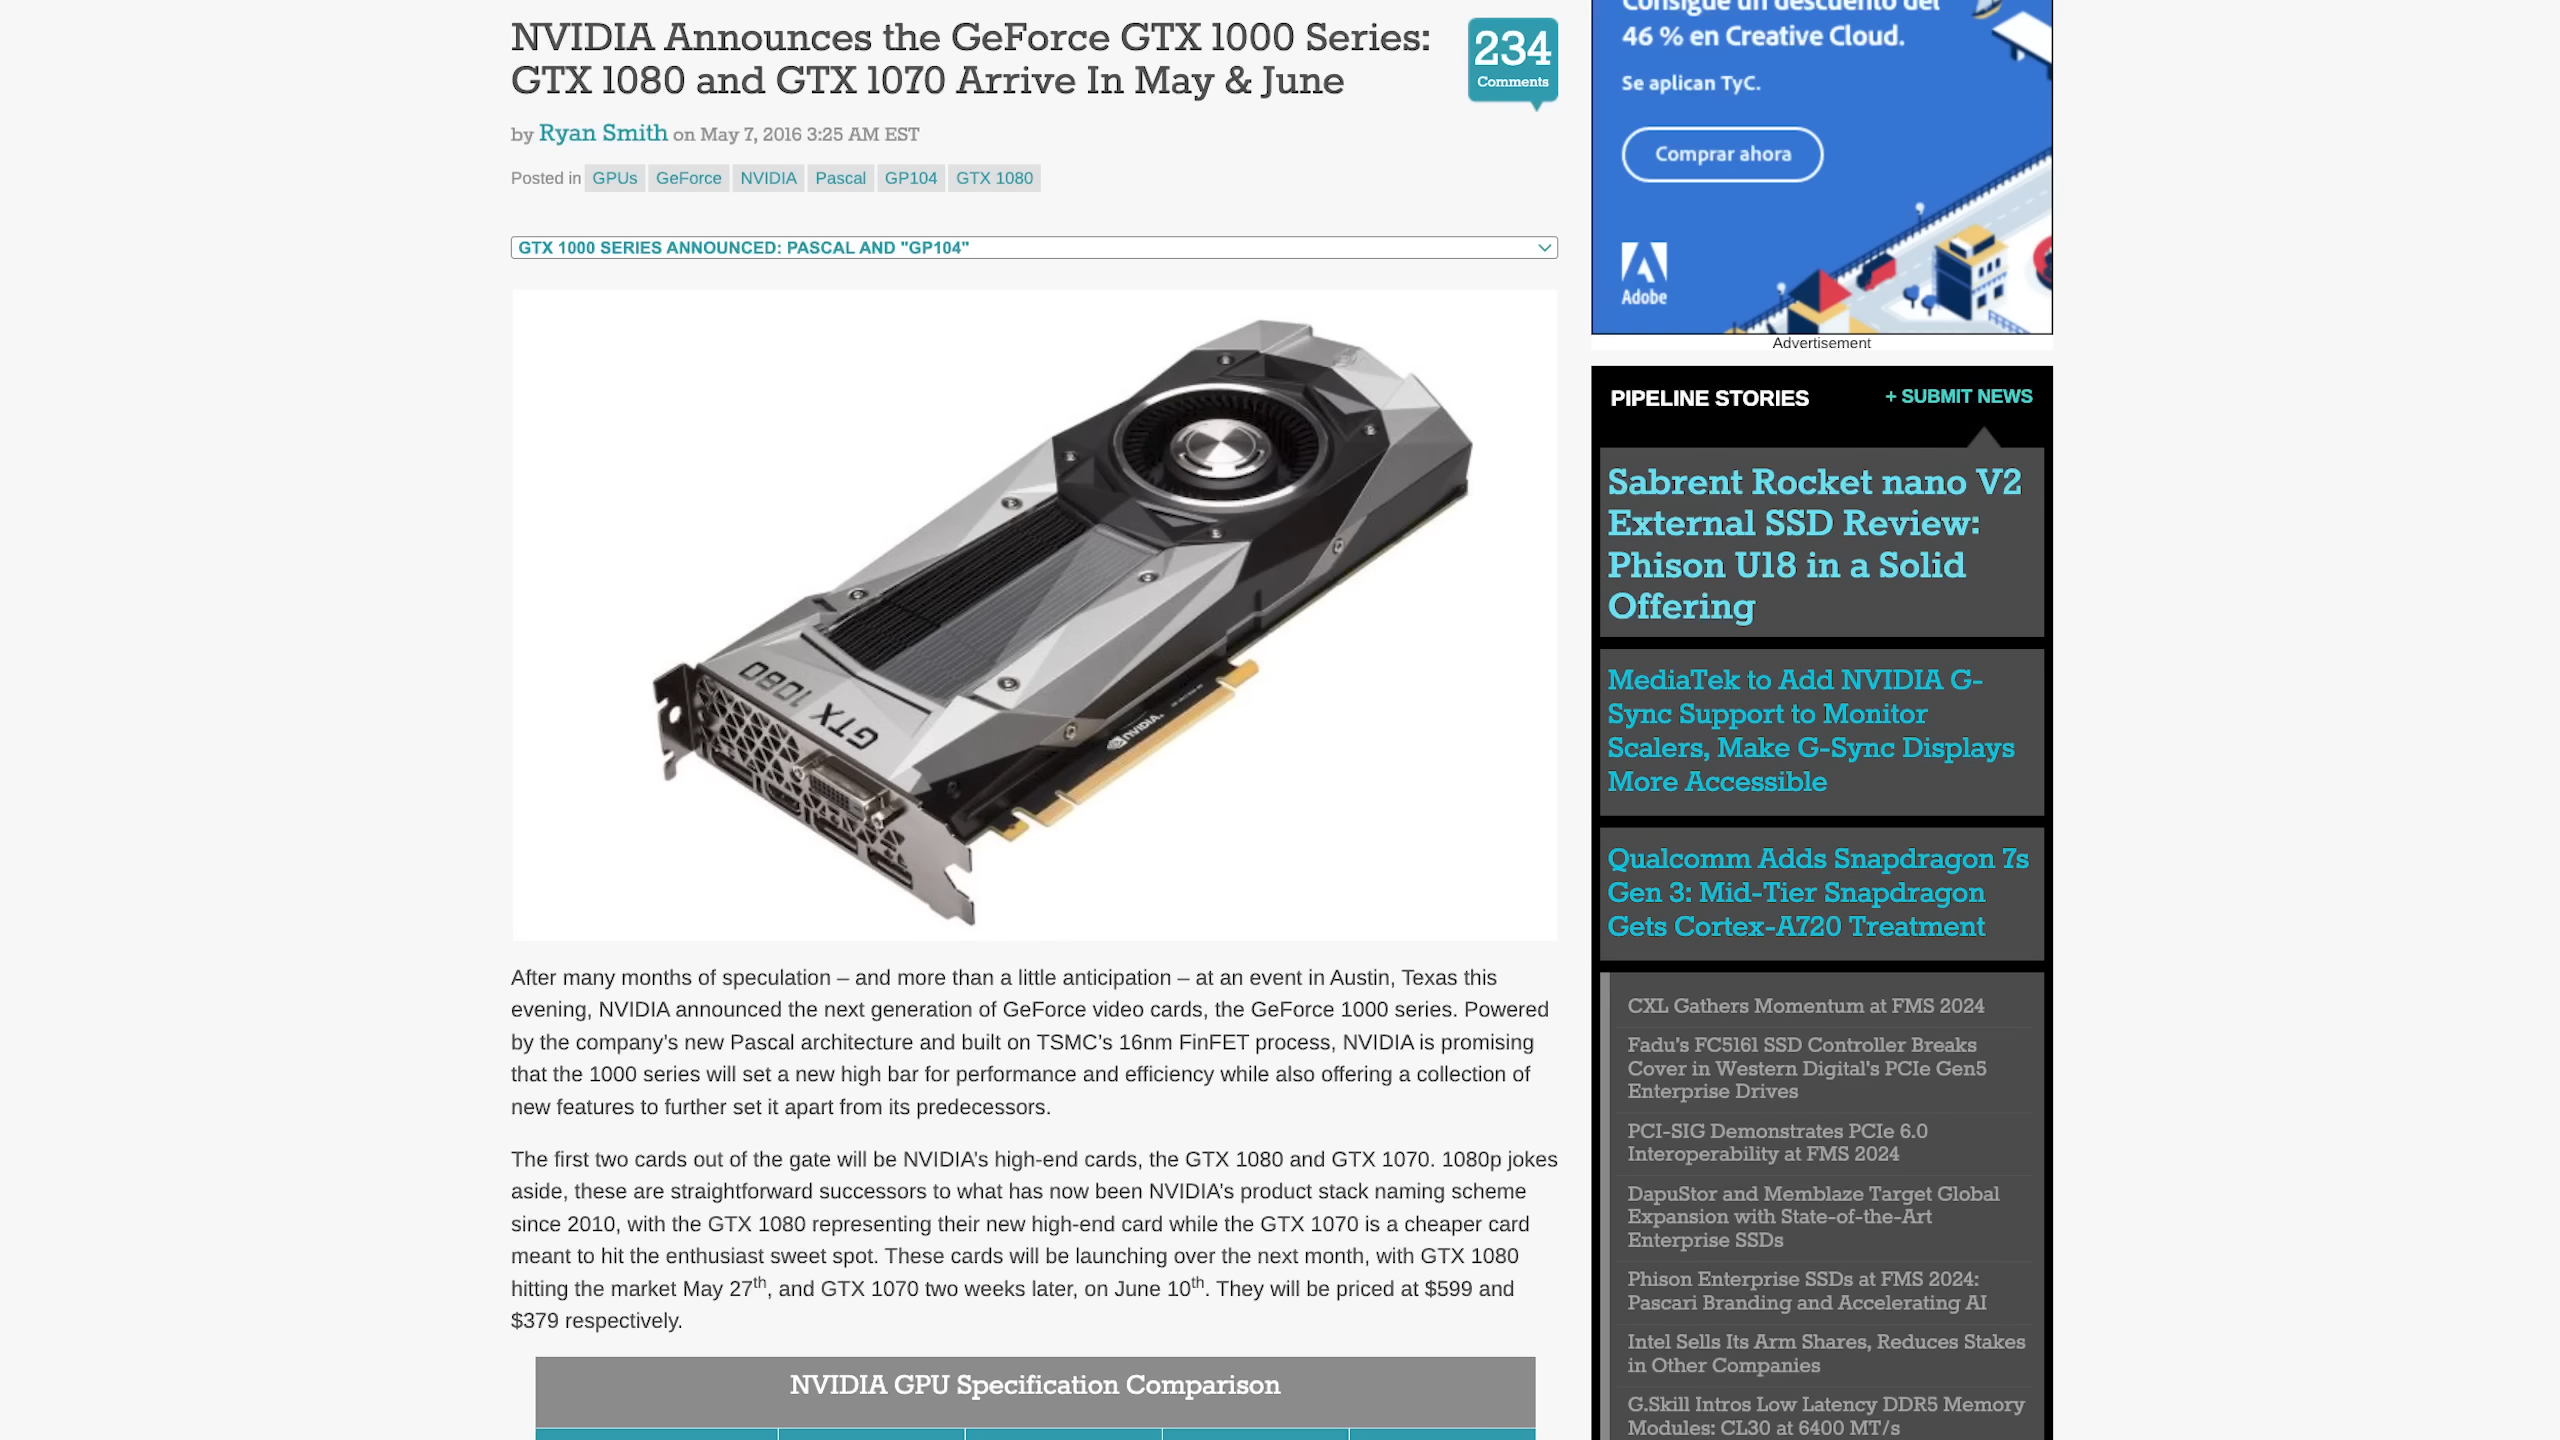 NVIDIA Announces the GeForce GTX 1000 Series:
GTX 1080 and GTX 1070 Arrive In May & June
234
Comments
by Ryan Smith on May 7, 2016 3:25 AM EST
Posted in GPUs GeForce NVIDIA Pascal GP104 GTX 1080
GTX 1000 SERIES ANNOUNCED: PASCAL AND "GP104"
GTX 1080
NVIDIA.
After many months of speculation – and more than a little anticipation – at an event in Austin, Texas this
evening, NVIDIA announced the next generation of GeForce video cards, the GeForce 1000 series. Powered
by the company’s new Pascal architecture and built on TSMC’s 16nm FinFET process, NVIDIA is promising
that the 1000 series will set a new high bar for performance and efficiency while also offering a collection of
new features to further set it apart from its predecessors.
The first two cards out of the gate will be NVIDIA’s high-end cards, the GTX 1080 and GTX 1070. 1080p jokes
aside, these are straightforward successors to what has now been NVIDIA’s product stack naming scheme
since 2010, with the GTX 1080 representing their new high-end card while the GTX 1070 is a cheaper card
meant to hit the enthusiast sweet spot. These cards will be launching over the next month, with GTX 1080
hitting the market May 27th, and GTX 1070 two weeks later, on June 10th. They will be priced at $599 and
$379 respectively.
NVIDIA GPU Specification Comparison
Consigue un descuento del
46 % en Creative Cloud.
Se aplican TyC.
Comprar ahora
Adobe
Advertisement
PIPELINE STORIES
+ SUBMIT NEWS
Sabrent Rocket nano V2
External SSD Review:
Phison U18 in a Solid
Offering
MediaTek to Add NVIDIA G-
Sync Support to Monitor
Scalers, Make G-Sync Displays
More Accessible
Qualcomm Adds Snapdragon 7s
Gen 3: Mid-Tier Snapdragon
Gets Cortex-A720 Treatment
CXL Gathers Momentum at FMS 2024
Fadu's FC5161 SSD Controller Breaks
Cover in Western Digital's PCIe Gen5
Enterprise Drives
PCI-SIG Demonstrates PCIe 6.0
Interoperability at FMS 2024
DapuStor and Memblaze Target Global
Expansion with State-of-the-Art
Enterprise SSDs
Phison Enterprise SSDs at FMS 2024:
Pascari Branding and Accelerating AI
Intel Sells Its Arm Shares, Reduces Stakes
in Other Companies
G.Skill Intros Low Latency DDR5 Memory
Modules: CL30 at 6400 MT/s